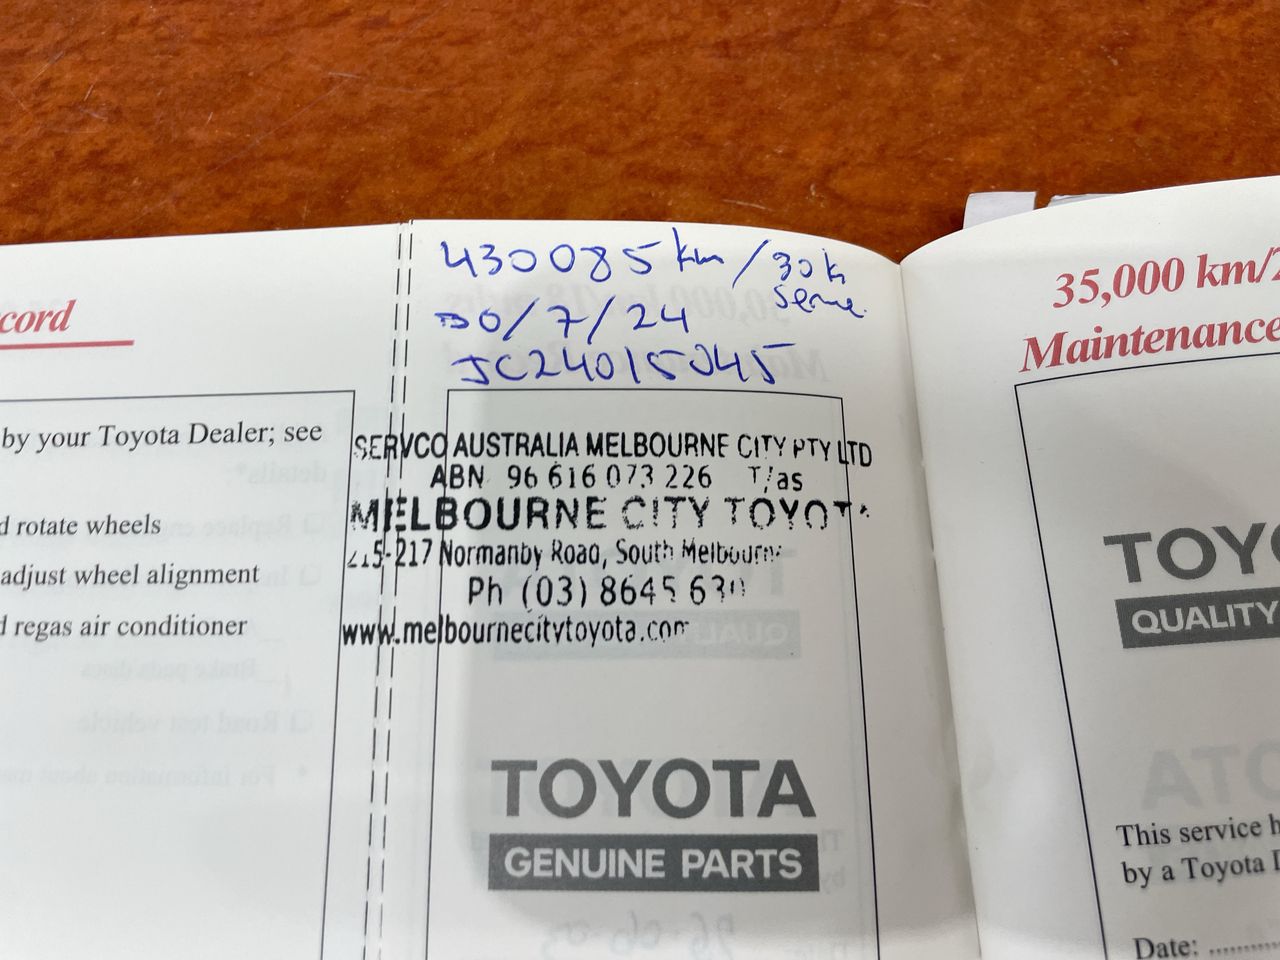 cord
by your Toyota Dealer; see
d rotate wheels
adjust wheel alignment
d regas air conditioner
430085 km / 30k
30/7/24
JC24015045
SERVCO AUSTRALIA MELBOURNE CITY PTY LTD
ABN 96 616 073 226 T/as
MELBOURNE CITY TOYOTA
215-217 Normanby Road, South Melbourne
Ph (03) 8645
www.melbournecitytoyota.com
TOYOTA
GENUINE PARTS
35,000 km/2
Maintenance
TOYO
QUALITY
This service h
by a Toyota D
Date: ..........